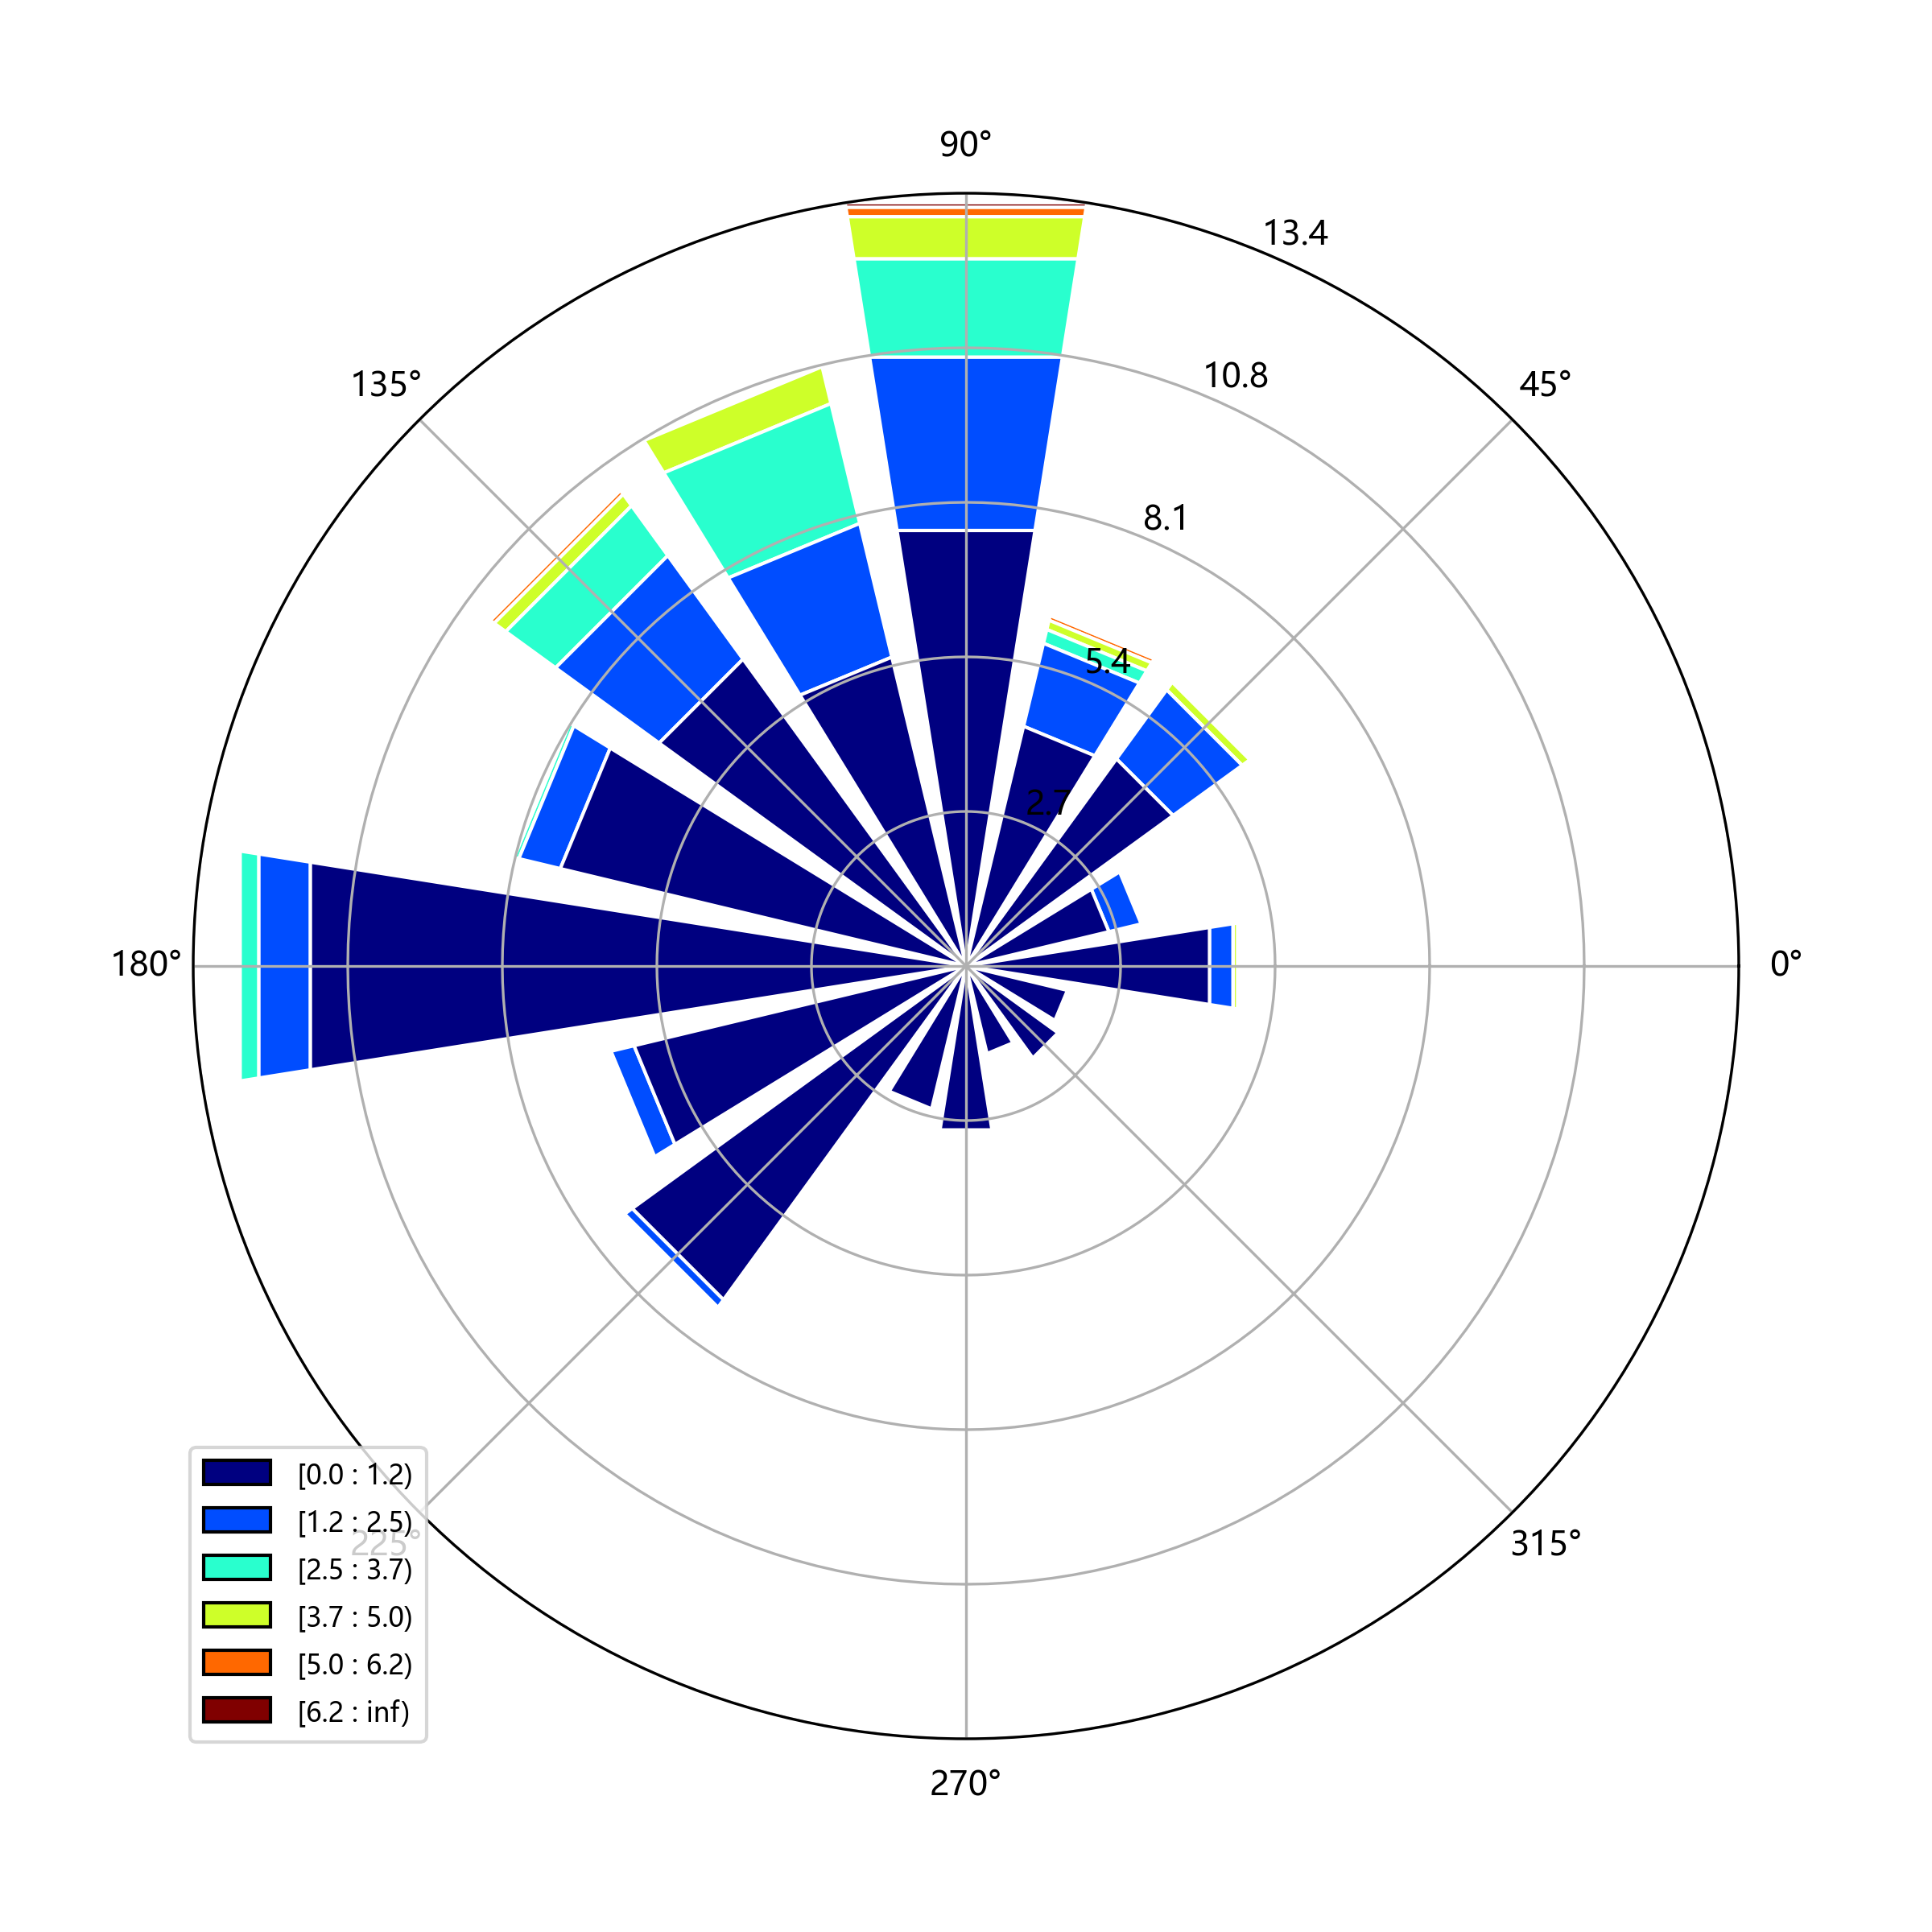 90°
13.4
135°
10.8
45°
8.1
5.4
2.7
180°
0°
[0.0 : 1.2)
[1.2 : 2.5)
225°
315°
[2.5 : 3.7)
[3.7 : 5.0)
[5.0 : 6.2)
[6.2 : inf)
270°